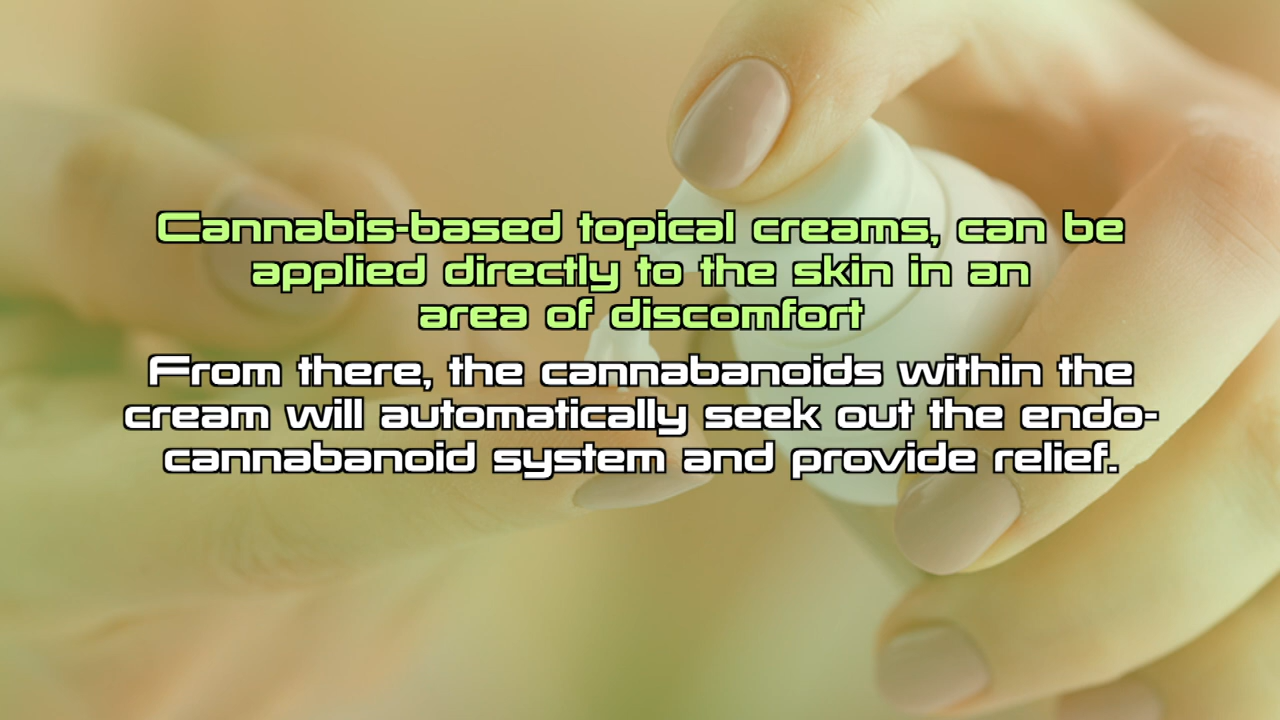 Cannabis-based topical creams, can be
applied directly to the skin in an
area of discomfort
From there, the cannabanoids within the
cream will automatically seek out the endo-
cannabanoid system and provide relief.